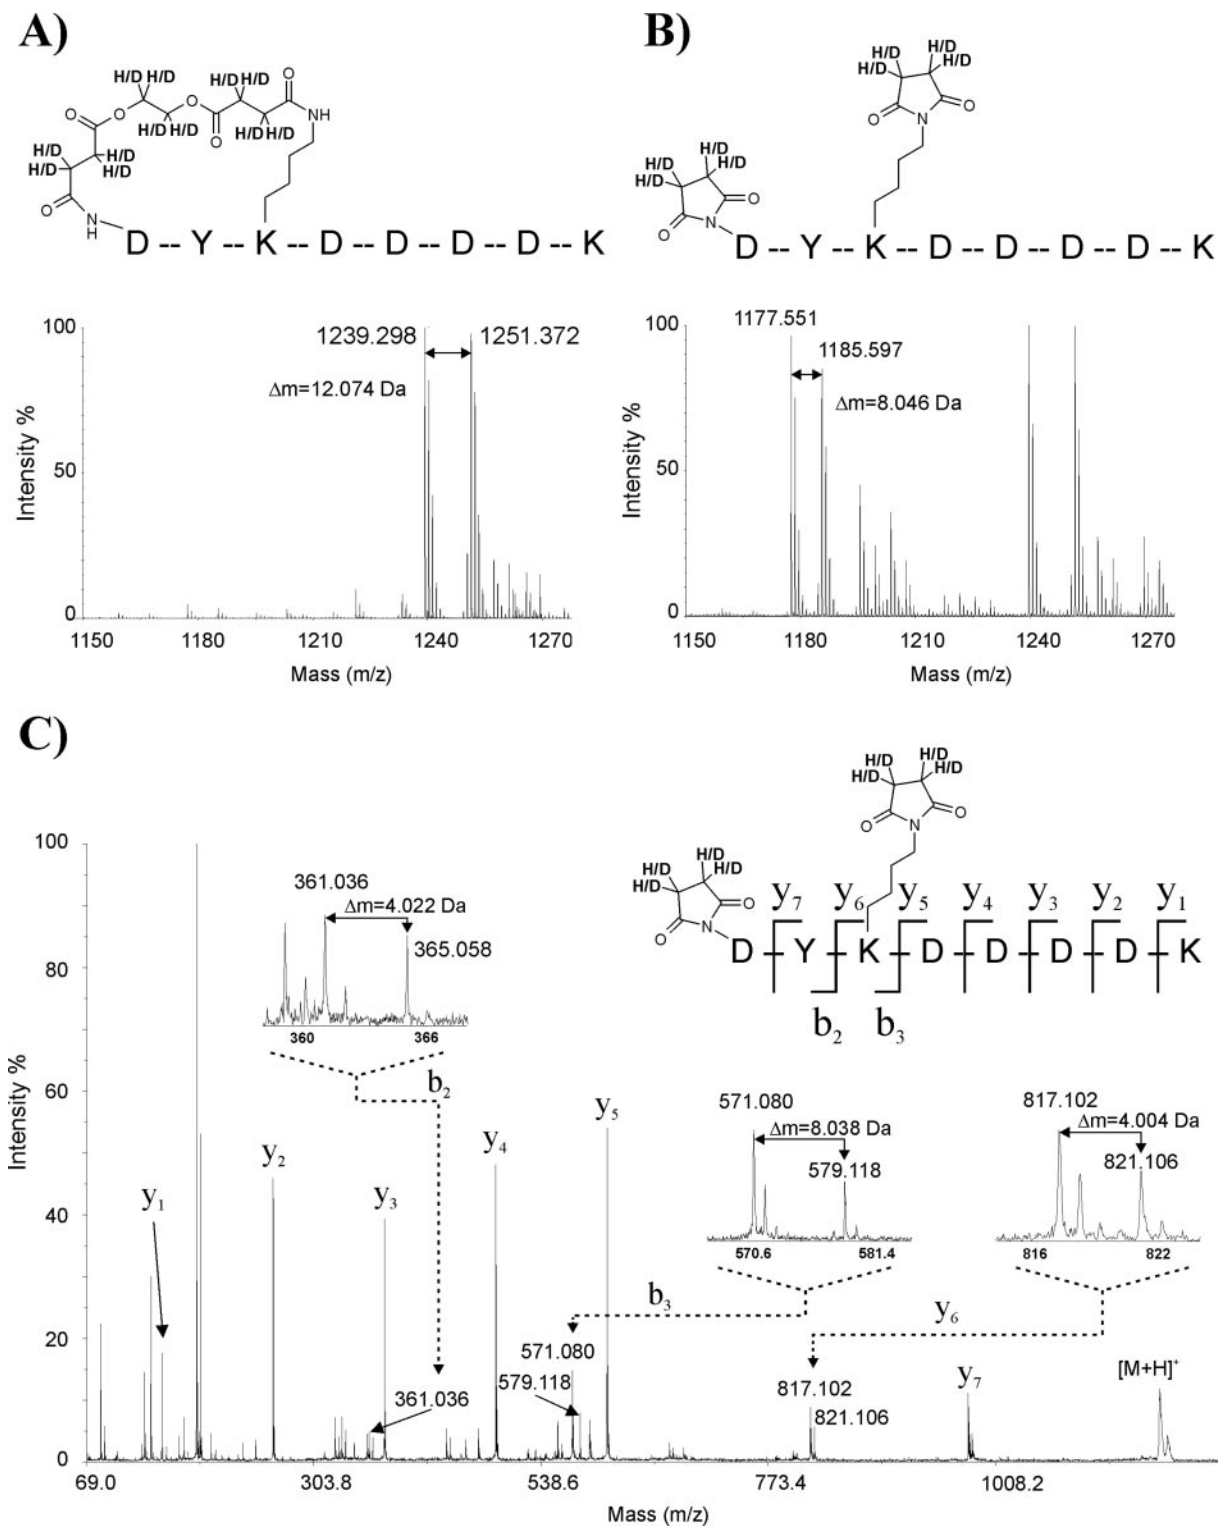 A)
H/D H/D
O
O
O
NH
H/D H/D
H/D H/D
O
O
H/D H/D
H/D
H/D
H/D
H/D
O
N
H
D -- Y -- K -- D -- D -- D -- D -- K
100
50
0
Intensity %
1239.298
1251.372
Δm=12.074 Da
1150
1180
1210
1240
1270
Mass (m/z)
B)
H/D
H/D
H/D
H/D
O
O
N
H/D
H/D
H/D
H/D
O
O
N
D -- Y -- K -- D -- D -- D -- D -- K
100
50
0
Intensity %
1177.551
1185.597
Δm=8.046 Da
1150
1180
1210
1240
1270
Mass (m/z)
C)
H/D
H/D
H/D
H/D
O
O
N
H/D
H/D
H/D
H/D
O
O
N
y7 y6 y5 y4 y3 y2 y1
D Y K D D D D K
b2 b3
100
80
60
40
20
0
Intensity %
361.036
Δm=4.022 Da
365.058
360
366
b2
571.080
Δm=8.038 Da
579.118
570.6
581.4
b3
817.102
Δm=4.004 Da
821.106
816
822
y6
y1
y2
y3
y4
y5
361.036
571.080
579.118
817.102
821.106
y7
[M+H]+
69.0
303.8
538.6
773.4
1008.2
Mass (m/z)